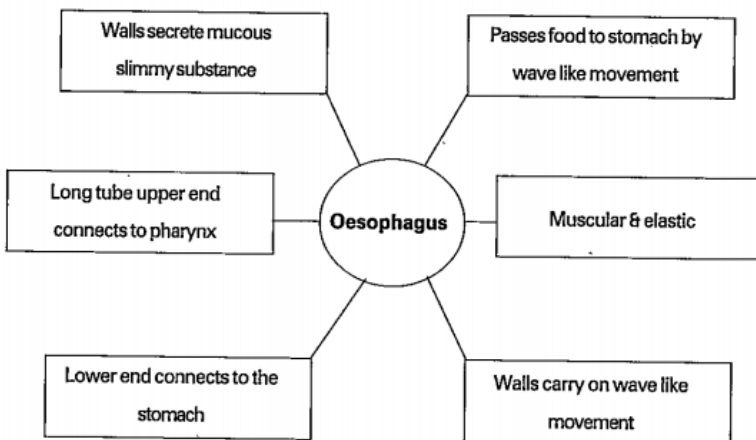 Walls secrete mucous
slimmy substance
Passes food to stomach by
wave like movement
Long tube upper end
connects to pharynx
Oesophagus
Muscular & elastic
Lower end connects to the
stomach
Walls carry on wave like
movement